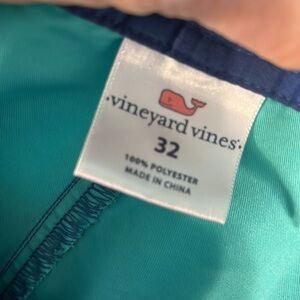 ·vineyard vines·
32
100% POLYESTER
MADE IN CHINA